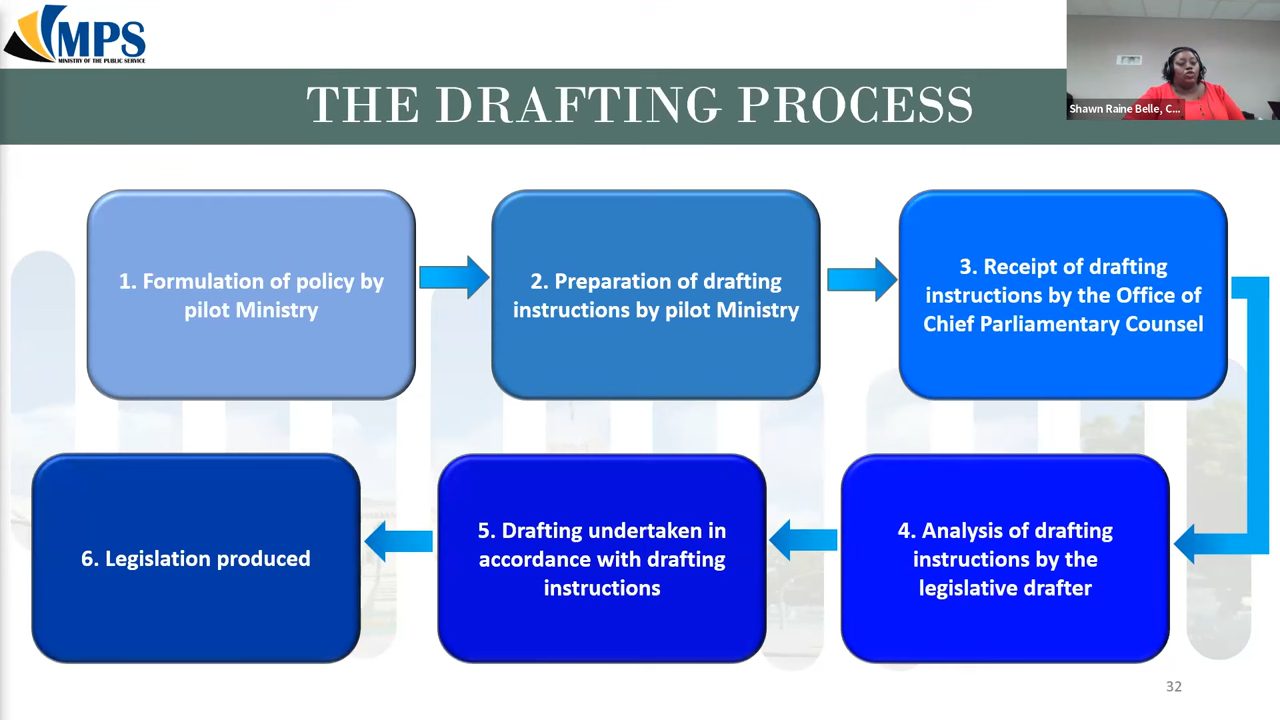 MPS
MINISTRY OF THE PUBLIC SERVICE
THE DRAFTING PROCESS
Shawn Raine Belle, C...
1. Formulation of policy by
pilot Ministry
2. Preparation of drafting
instructions by pilot Ministry
3. Receipt of drafting
instructions by the Office of
Chief Parliamentary Counsel
4. Analysis of drafting
instructions by the
legislative drafter
5. Drafting undertaken in
accordance with drafting
instructions
6. Legislation produced
32